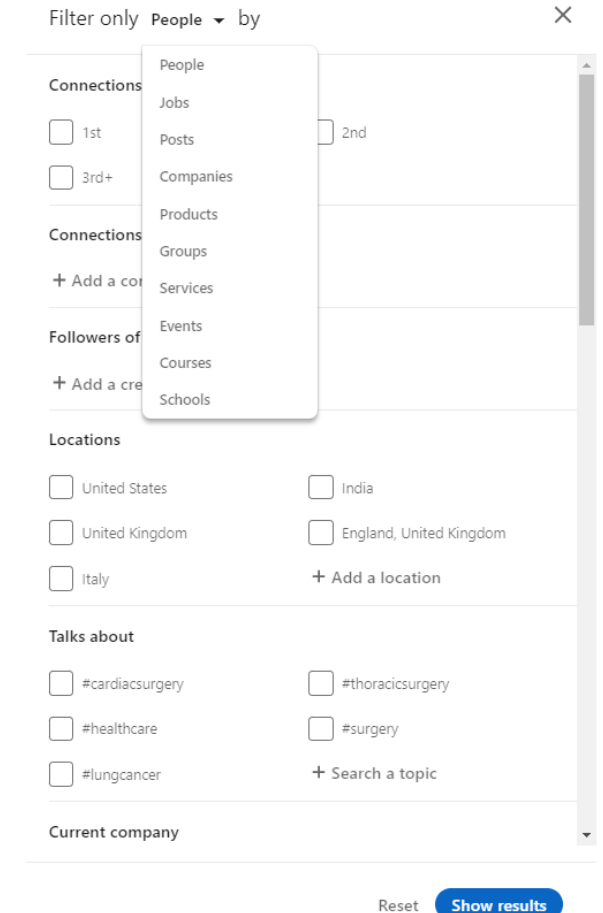 Filter only People by
People
Jobs
Posts
Companies
Products
Groups
Services
Events
Courses
Schools
Connections
1st 2nd
3rd+
Connections
+ Add a
Followers of
+ Add a
Locations
United States India
United Kingdom England, United Kingdom
Italy + Add a location
Talks about
#cardiacsurgery #thoracicsurgery
#healthcare #surgery
#lungcancer + Search a topic
Current company
Reset Show results